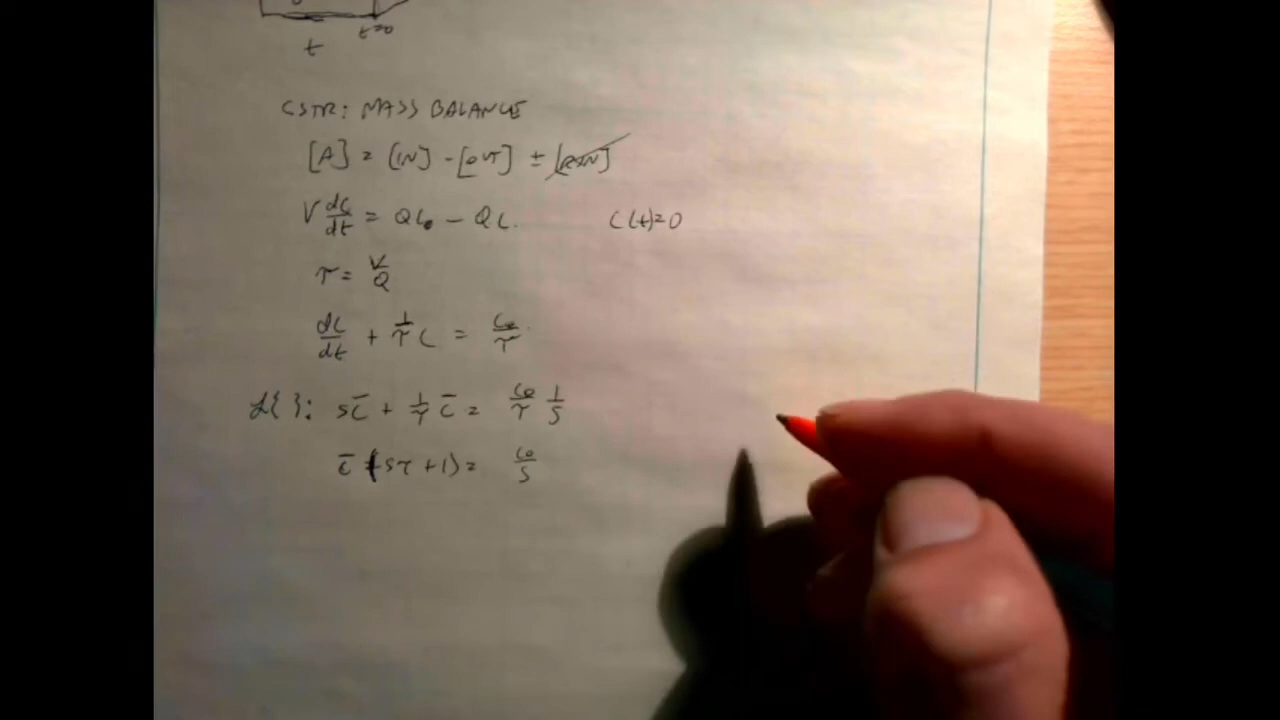 t=0
t
CSTR: MASS BALANCE
[A] = [IN] - [OUT] ± [RXN]
V dC/dt = QC₀ - QC. C(t)=0
τ = V/Q
dC/dt + 1/τ C = C₀/τ
ℒ{ }: sC̄ + 1/τ C̄ = C₀/τ 1/s
C̄ (sτ + 1) = C₀/s